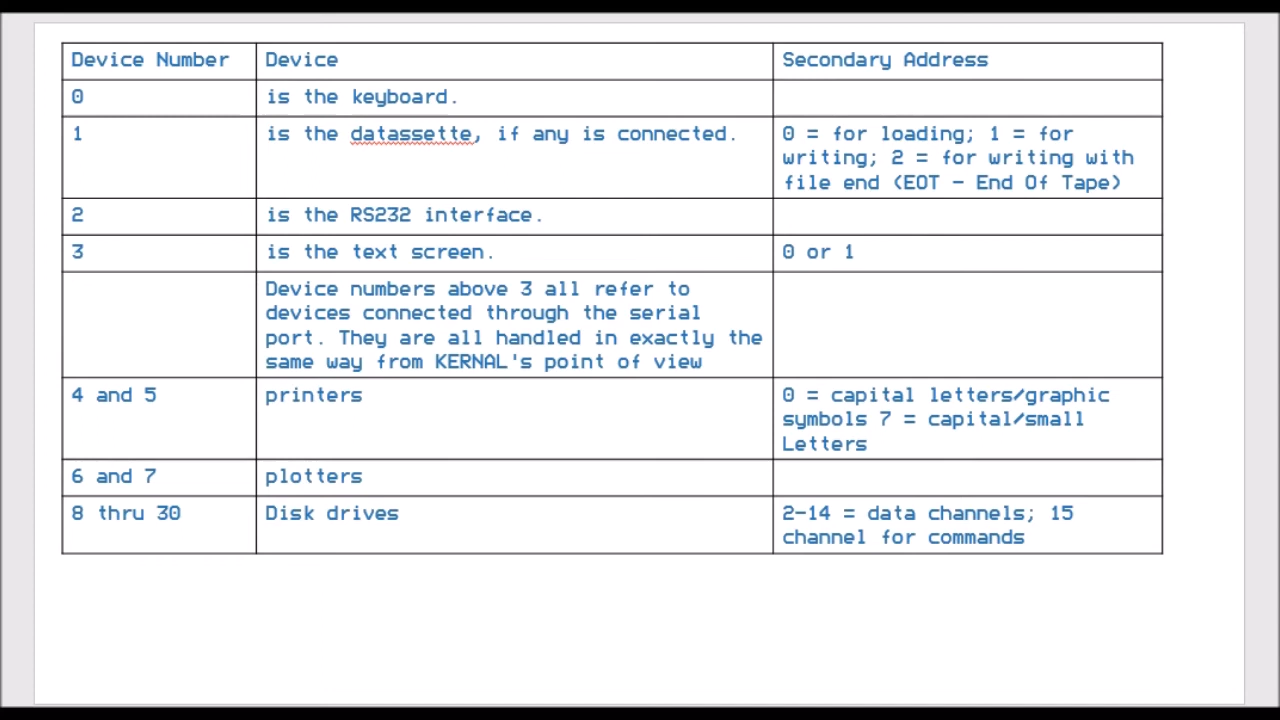 Device Number Device Secondary Address
0 is the keyboard.
1 is the datassette, if any is connected. 0 = for loading; 1 = for
writing; 2 = for writing with
file end (EOT - End Of Tape)
2 is the RS232 interface.
3 is the text screen. 0 or 1
Device numbers above 3 all refer to
devices connected through the serial
port. They are all handled in exactly the
same way from KERNAL's point of view
4 and 5 printers 0 = capital letters/graphic
symbols 7 = capital/small
Letters
6 and 7 plotters
8 thru 30 Disk drives 2-14 = data channels; 15
channel for commands